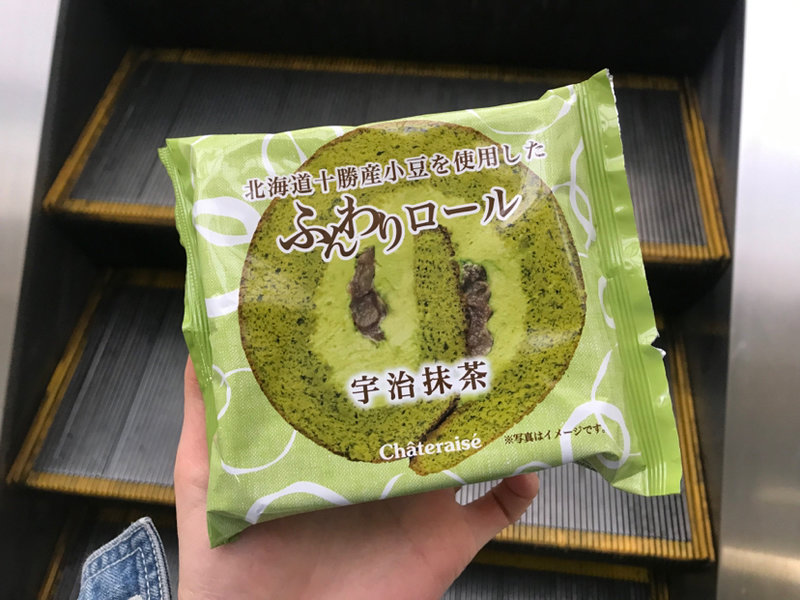 北海道十勝産小豆を使用した
ふんわりロール
宇治抹茶
Châteraisé
※写真はイメージです。